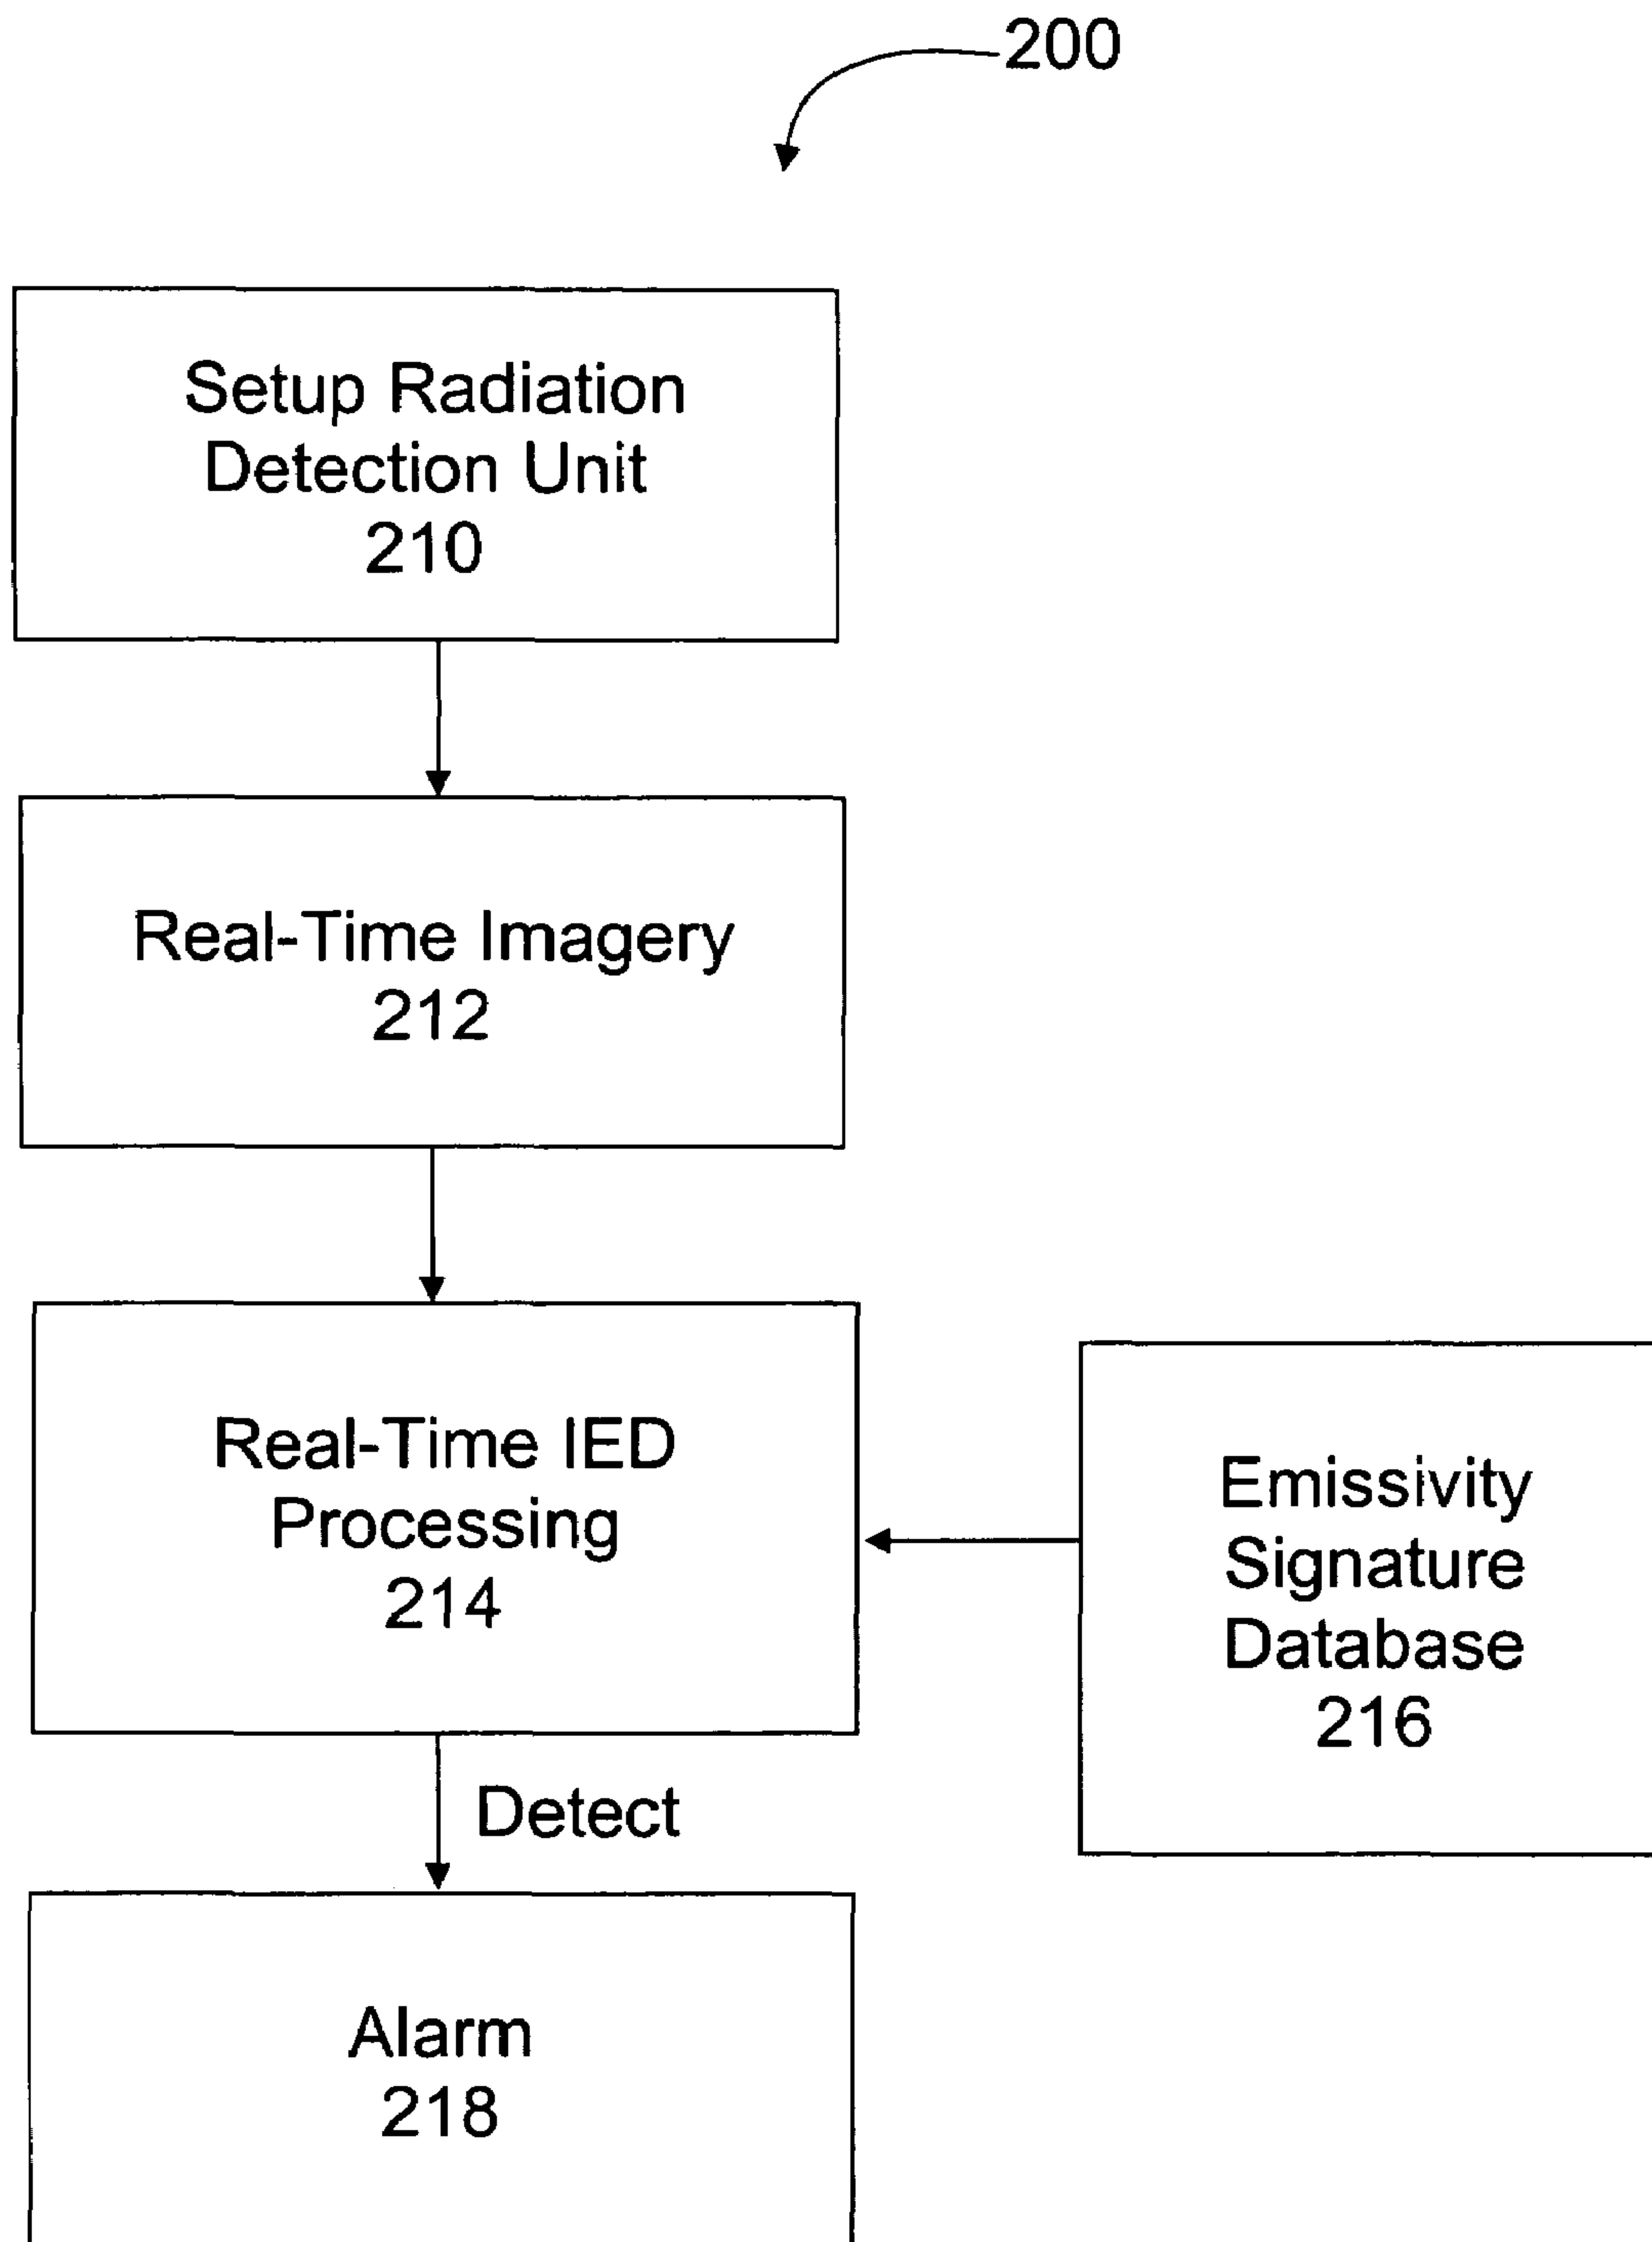 200
Setup Radiation
Detection Unit
210
Real-Time Imagery
212
Real-Time IED
Processing
214
Emissivity
Signature
Database
216
Detect
Alarm
218